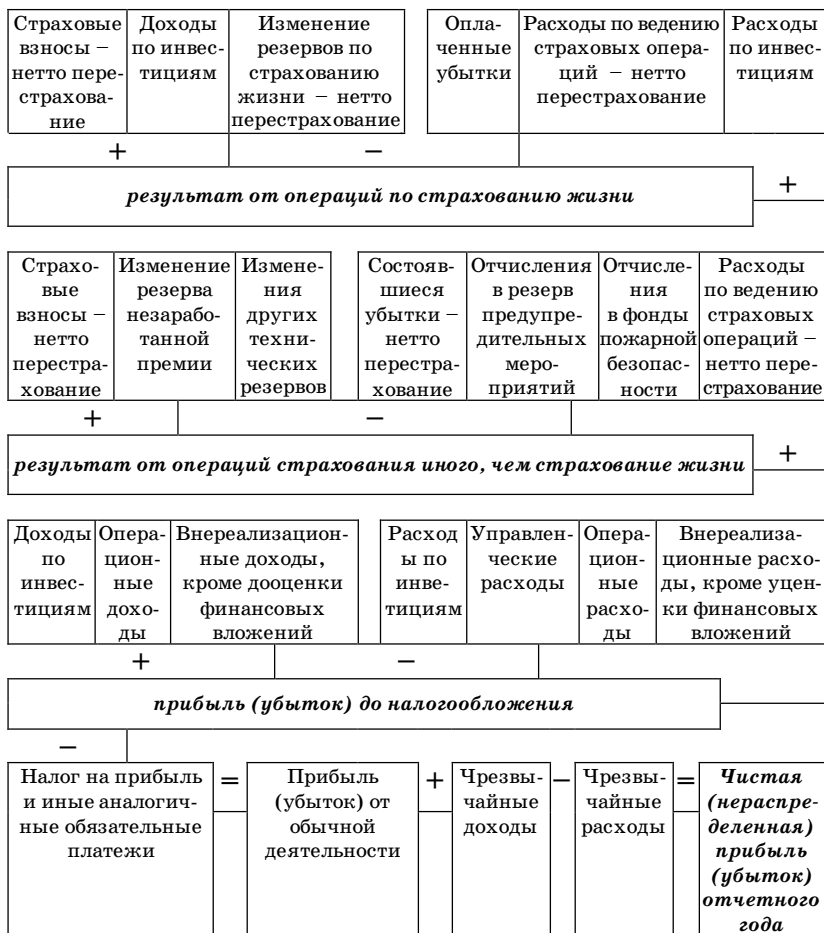 Страховые
взносы –
нетто пере-
страхова-
ние
Доходы
по инвес-
тициям
Изменение
резервов по
страхованию
жизни – нетто
перестрахование
Опла-
ченные
убытки
Расходы по ведению
страховых опера-
ций – нетто
перестрахование
Расходы
по инвес-
тициям
+
–
результат от операций по страхованию жизни
+
Страхо-
вые
взносы –
нетто
перестра-
хование
Изменение
резерва
незарабо-
танной
премии
Измене-
ния
других
техни-
ческих
резервов
Состояв-
шиеся
убытки –
нетто
перестра-
хование
Отчисления
в резерв
предупре-
дительных
меро-
приятий
Отчисле-
ния
в фонды
пожарной
безопас-
ности
Расходы
по ведению
страховых
операций –
нетто пере-
страхование
+
–
результат от операций страхования иного, чем страхование жизни
+
Доходы
по
инвес-
тициям
Опера-
цион-
ные
дохо-
ды
Внереализацион-
ные доходы,
кроме дооценки
финансовых
вложений
Расход
ы по
инве-
тициям
Управлен-
ческие
расходы
Опера-
цион-
ные
расхо-
ды
Внереализа-
ционные расхо-
ды, кроме уцен-
ки финансовых
вложений
+
–
прибыль (убыток) до налогообложения
–
Налог на прибыль
и иные аналогич-
ные обязательные
платежи
=
Прибыль
(убыток) от
обычной
деятельности
+
Чрезвы-
чайные
доходы
–
Чрезвы-
чайные
расходы
=
Чистая
(нераспре-
деленная)
прибыль
(убыток)
отчетного
года